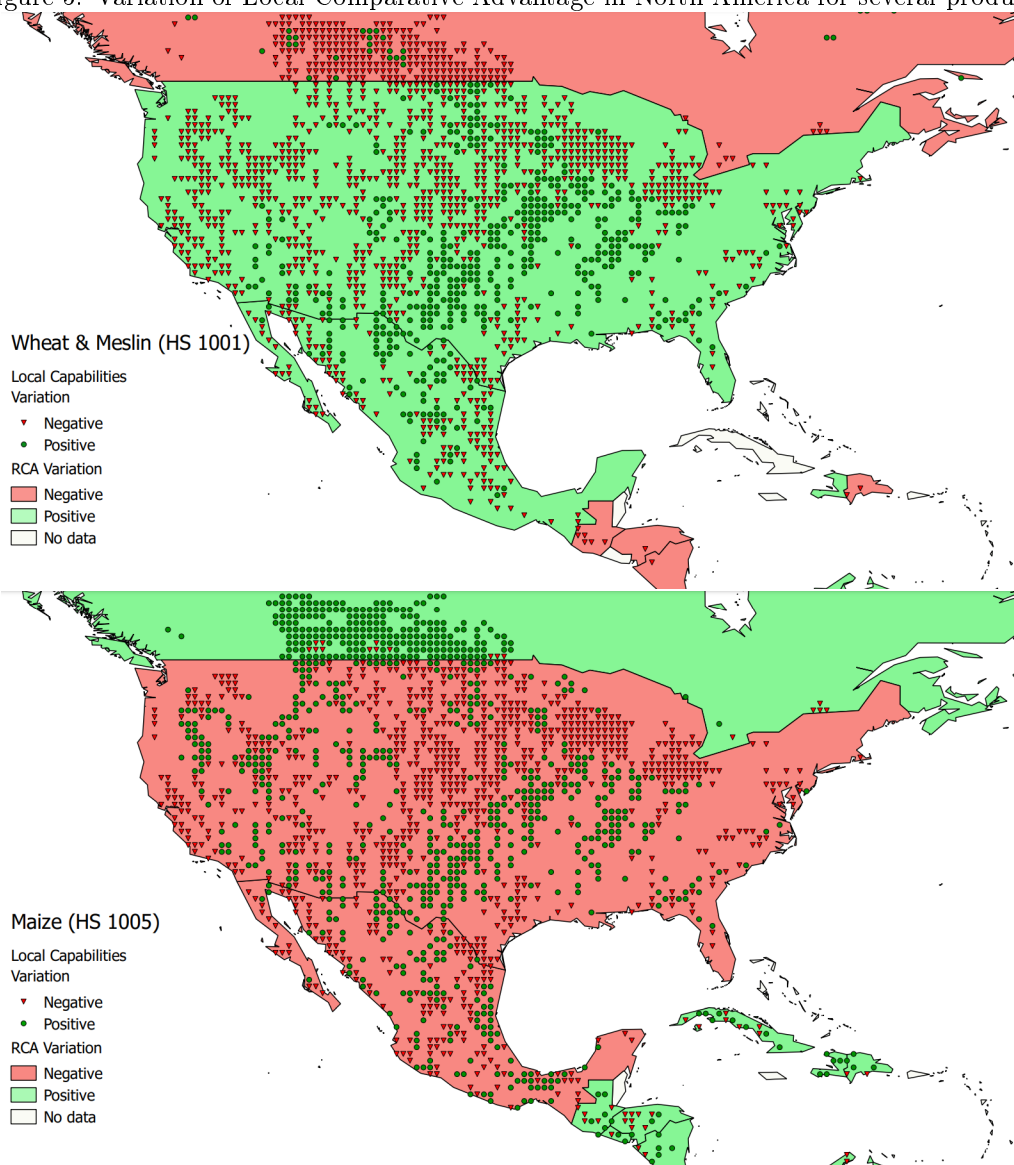 Figure 3: Variation of Local Comparative Advantage in North America for several produ
Wheat & Meslin (HS 1001)
Local Capabilities
Variation
Negative
Positive
RCA Variation
Negative
Positive
No data
Maize (HS 1005)
Local Capabilities
Variation
Negative
Positive
RCA Variation
Negative
Positive
No data